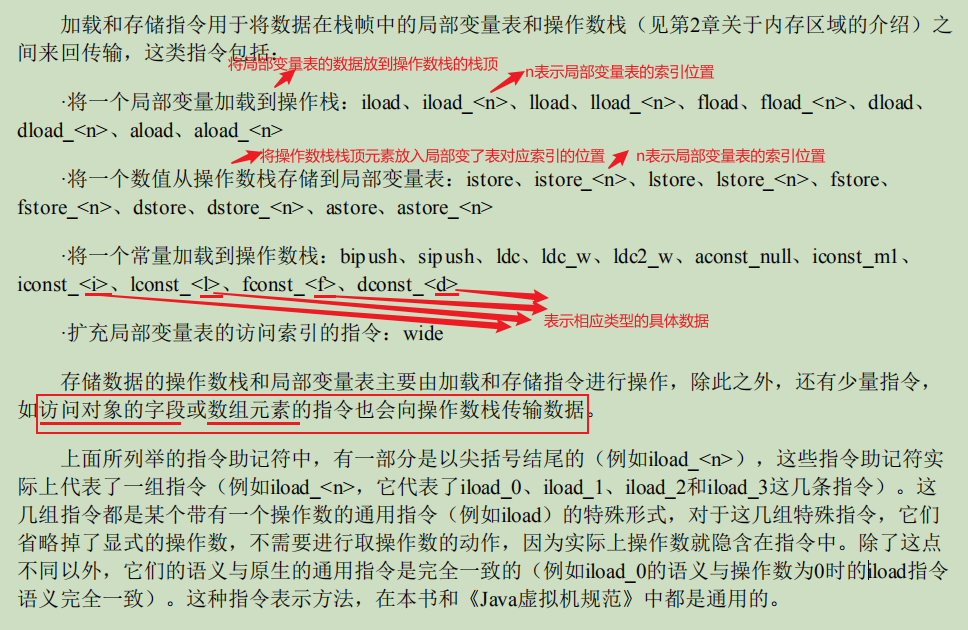 加载和存储指令用于将数据在栈帧中的局部变量表和操作数栈（见第2章关于内存区域的介绍）之
间来回传输，这类指令包括：
将局部变量表的数据放到操作数栈的栈顶
n表示局部变量表的索引位置
·将一个局部变量加载到操作栈：iload、iload_<n>、lload、lload_<n>、fload、fload_<n>、dload、
dload_<n>、aload、aload_<n>
将操作数栈栈顶元素放入局部变了表对应索引的位置
n表示局部变量表的索引位置
·将一个数值从操作数栈存储到局部变量表：istore、istore_<n>、lstore、lstore_<n>、fstore、
fstore_<n>、dstore、dstore_<n>、astore、astore_<n>
·将一个常量加载到操作数栈：bipush、sipush、ldc、ldc_w、ldc2_w、aconst_null、iconst_m1、
iconst_<i>、lconst_<l>、fconst_<f>、dconst_<d>
表示相应类型的具体数据
·扩充局部变量表的访问索引的指令：wide
存储数据的操作数栈和局部变量表主要由加载和存储指令进行操作，除此之外，还有少量指令，
如访问对象的字段或数组元素的指令也会向操作数栈传输数据。
上面所列举的指令助记符中，有一部分是以尖括号结尾的（例如iload_<n>），这些指令助记符实
际上代表了一组指令（例如iload_<n>，它代表了iload_0、iload_1、iload_2和iload_3这几条指令）。这
几组指令都是某个带有一个操作数的通用指令（例如iload）的特殊形式，对于这几组特殊指令，它们
省略掉了显式的操作数，不需要进行取操作数的动作，因为实际上操作数就隐含在指令中。除了这点
不同以外，它们的语义与原生的通用指令是完全一致的（例如iload_0的语义与操作数为0时的iload指令
语义完全一致）。这种指令表示方法，在本书和《Java虚拟机规范》中都是通用的。